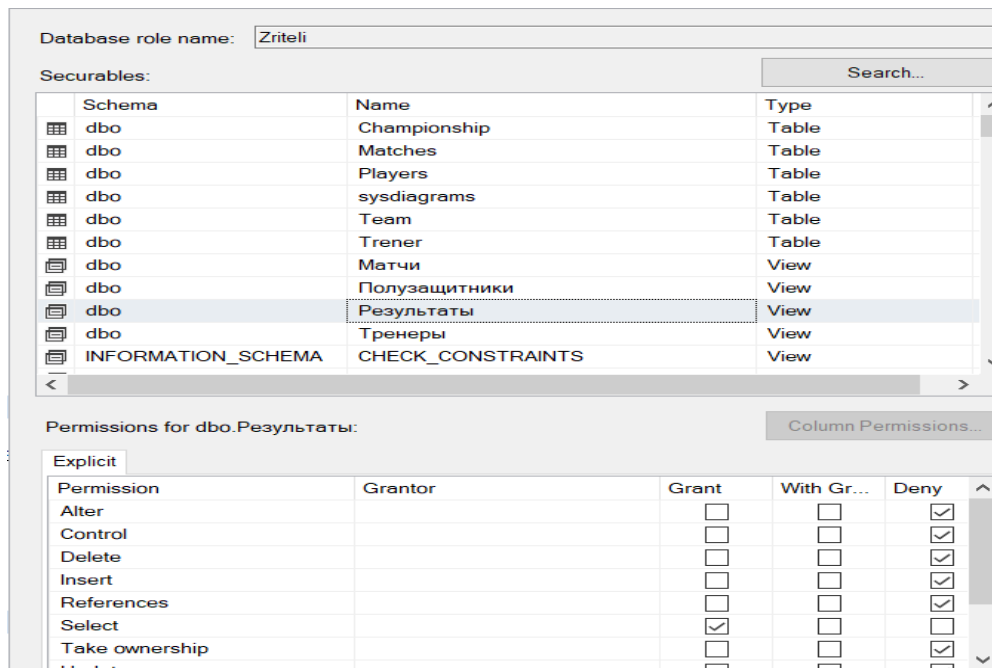 Database role name: Zriteli
Securables: Search...
Schema Name Type
dbo Championship Table
dbo Matches Table
dbo Players Table
dbo sysdiagrams Table
dbo Team Table
dbo Trener Table
dbo Матчи View
dbo Полузащитники View
dbo Результаты View
dbo Тренеры View
INFORMATION_SCHEMA CHECK_CONSTRAINTS View
Permissions for dbo.Результаты: Column Permissions...
Explicit
Permission Grantor Grant With Gr... Deny
Alter
Control
Delete
Insert
References
Select
Take ownership